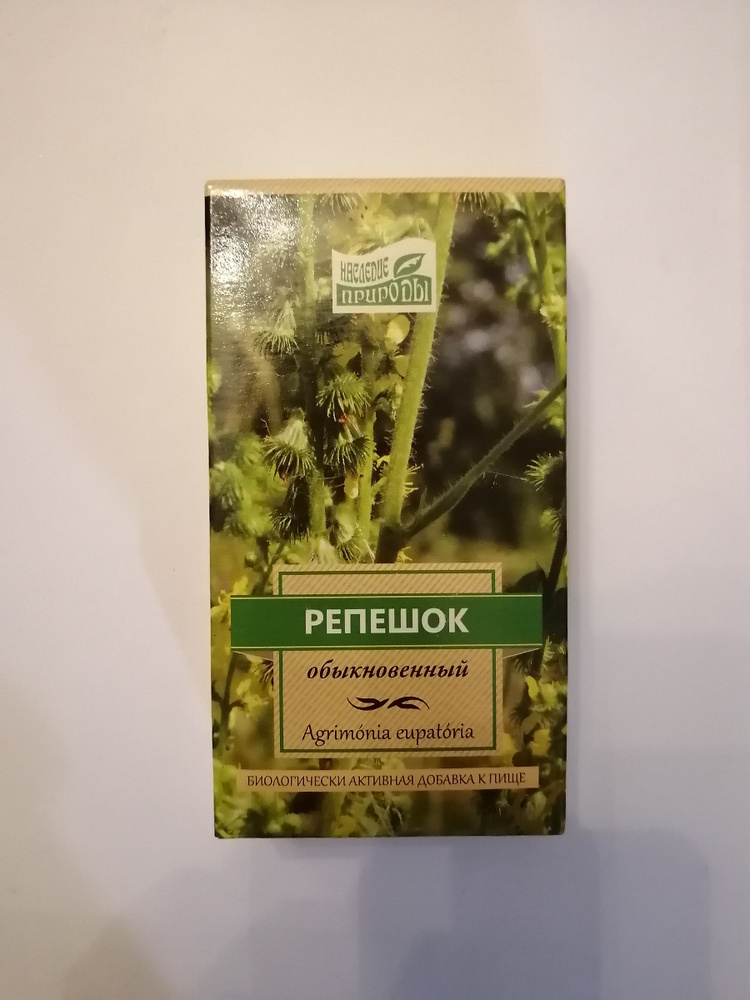 НАСЛЕДИЕ
ПРИРОДЫ
РЕПЕШОК
обыкновенный
Agrimónia eupatória
БИОЛОГИЧЕСКИ АКТИВНАЯ ДОБАВКА К ПИЩЕ